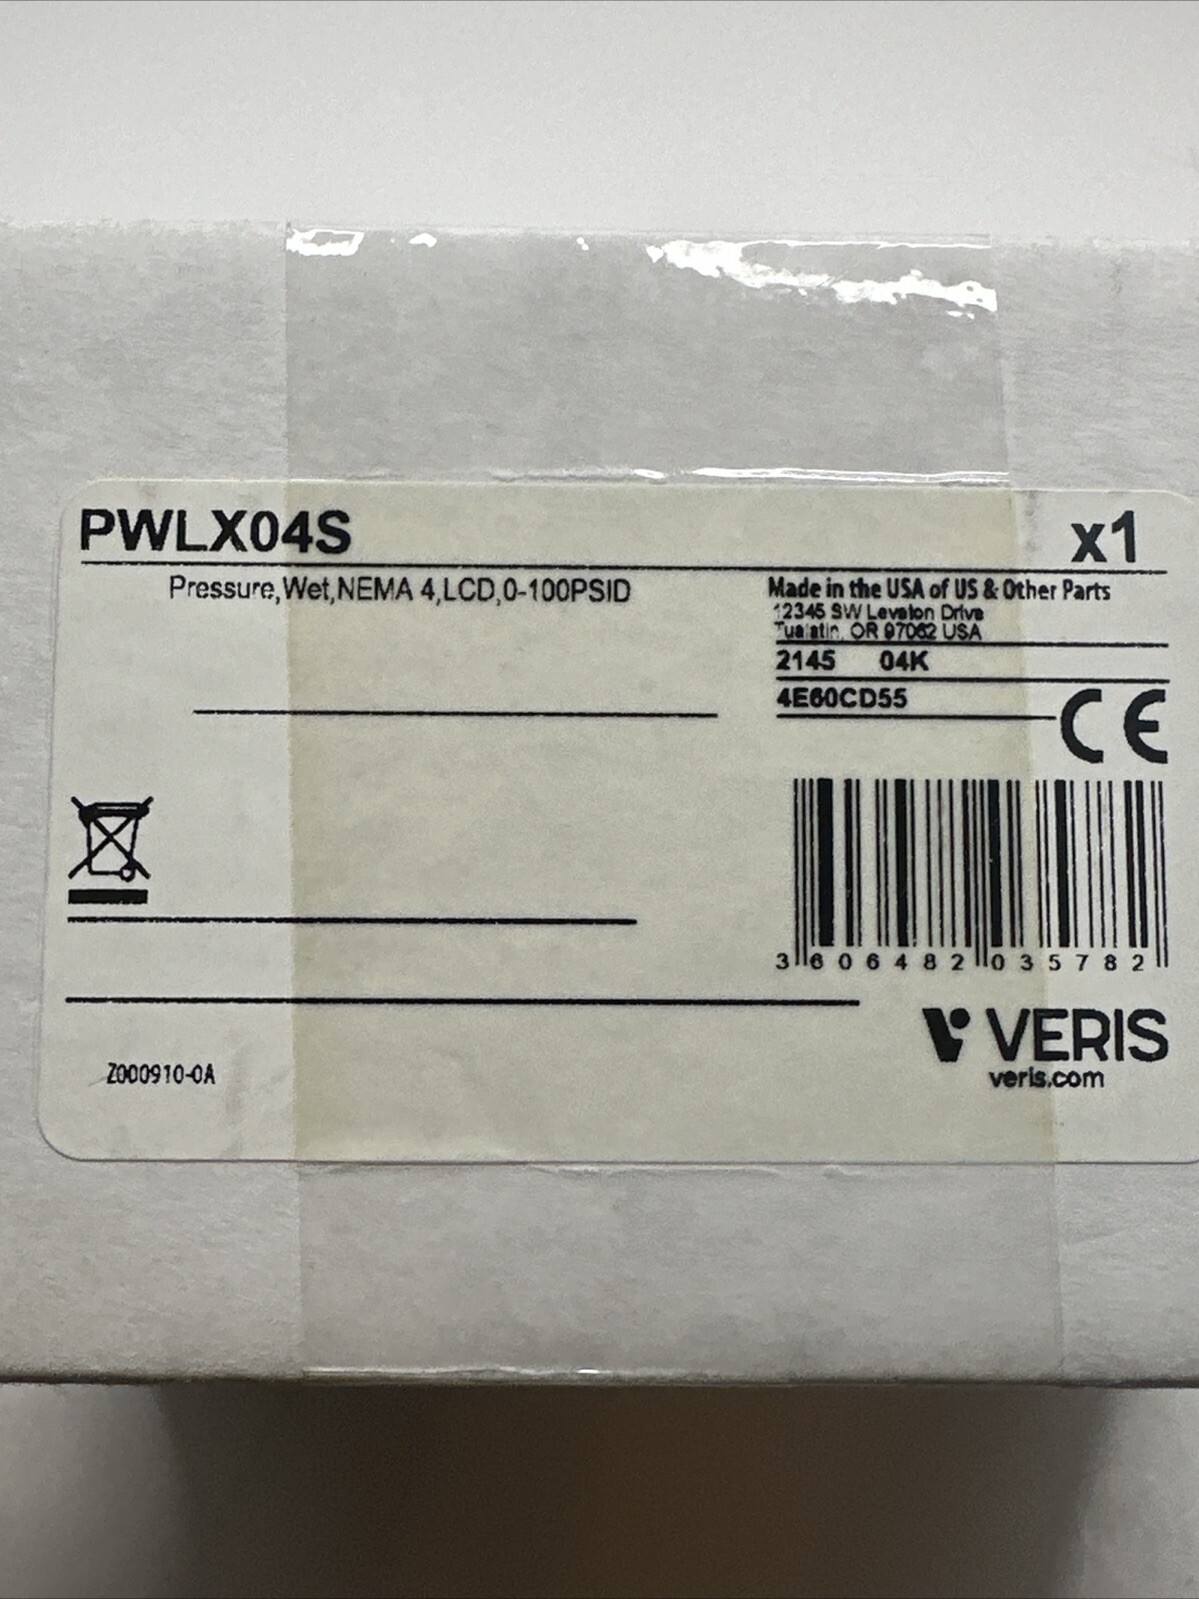 PWLX04S x1
Pressure,Wet,NEMA 4,LCD,0-100PSID
Made in the USA of US & Other Parts
12345 SW Leveton Drive
Tualatin, OR 97062 USA
2145 04K
4E60CD55
CE
3 606482 035782
VERIS
veris.com
Z000910-0A